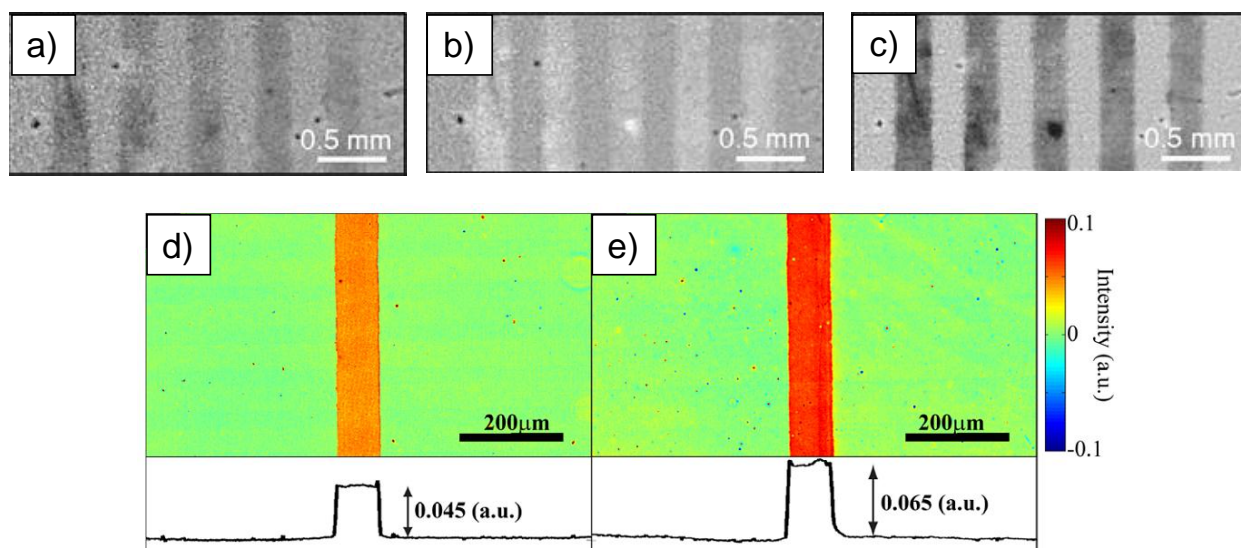 a)
b)
c)
0.5 mm
0.5 mm
0.5 mm
d)
e)
0.1
Intensity (a.u.)
0
-0.1
200μm
200μm
0.045 (a.u.)
0.065 (a.u.)